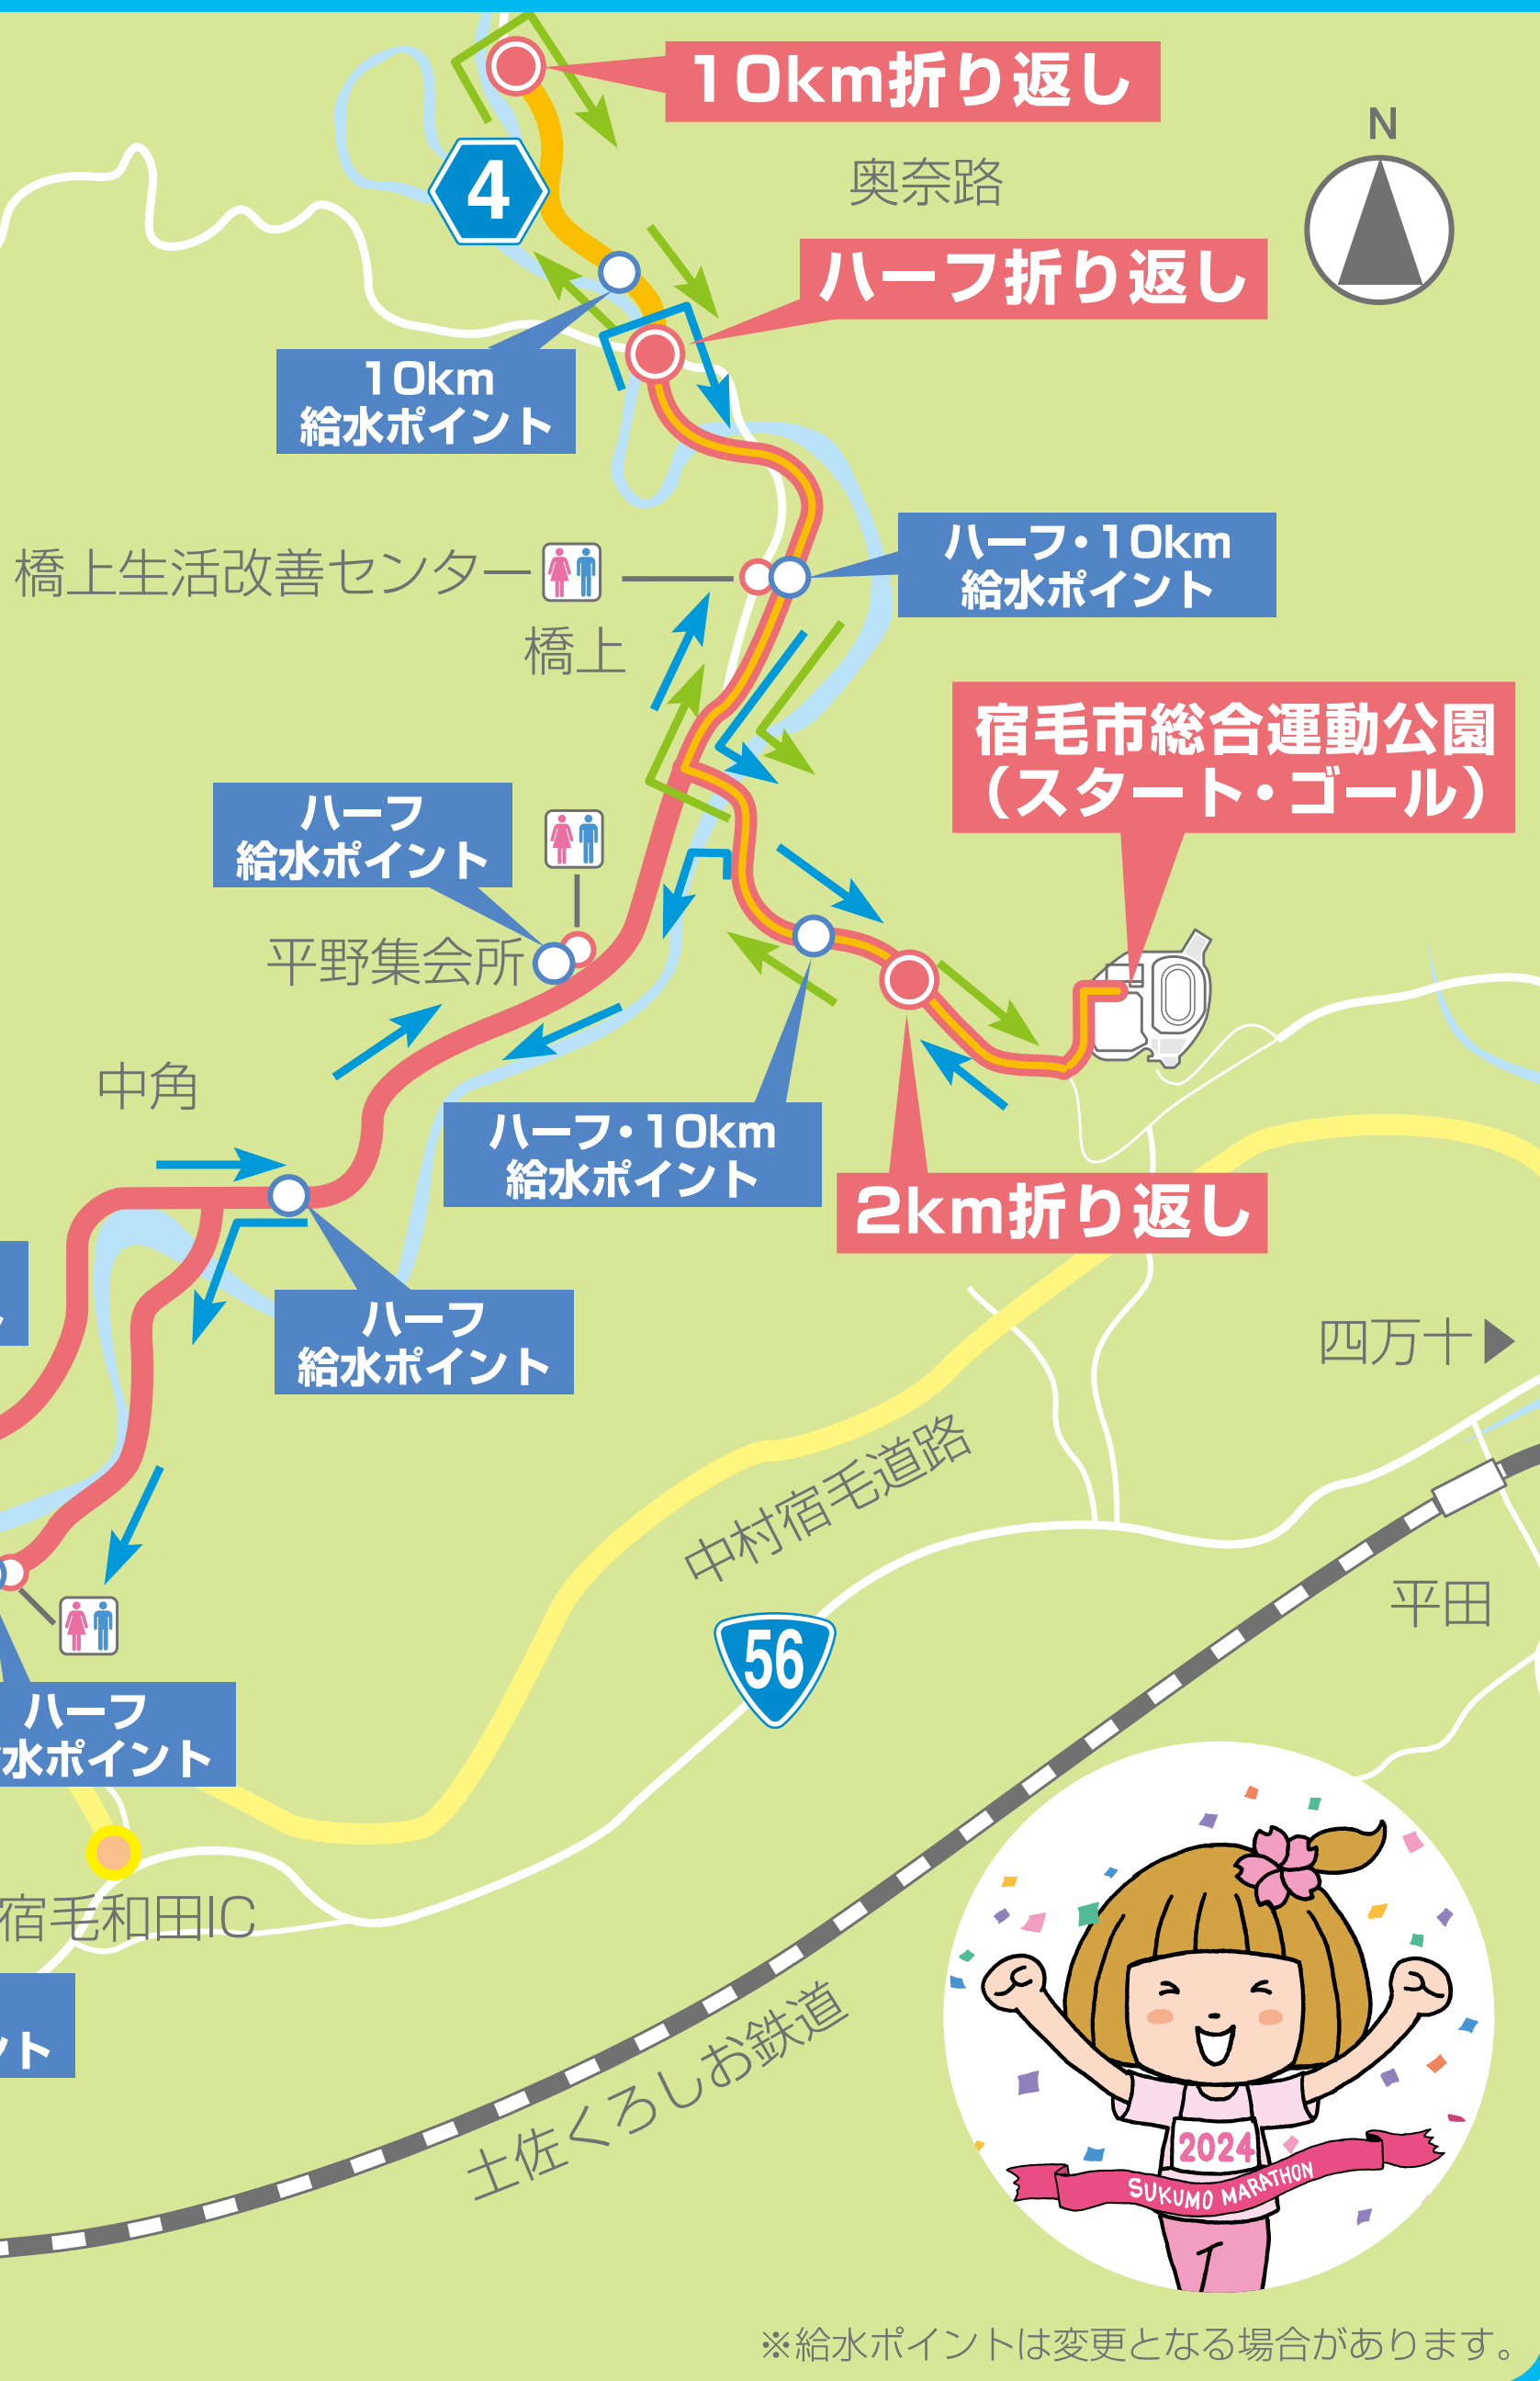 10km折り返し
N
4
奥奈路
ハーフ折り返し
10km
給水ポイント
ハーフ・10km
給水ポイント
橋上生活改善センター
橋上
宿毛市総合運動公園
(スタート・ゴール)
ハーフ
給水ポイント
平野集会所
中角
ハーフ・10km
給水ポイント
2km折り返し
ハーフ
給水ポイント
四万十
中村宿毛道路
平田
56
ハーフ
水ポイント
宿毛和田IC
ント
土佐くろしお鉄道
2024
SUKUMO MARATHON
※給水ポイントは変更となる場合があります。